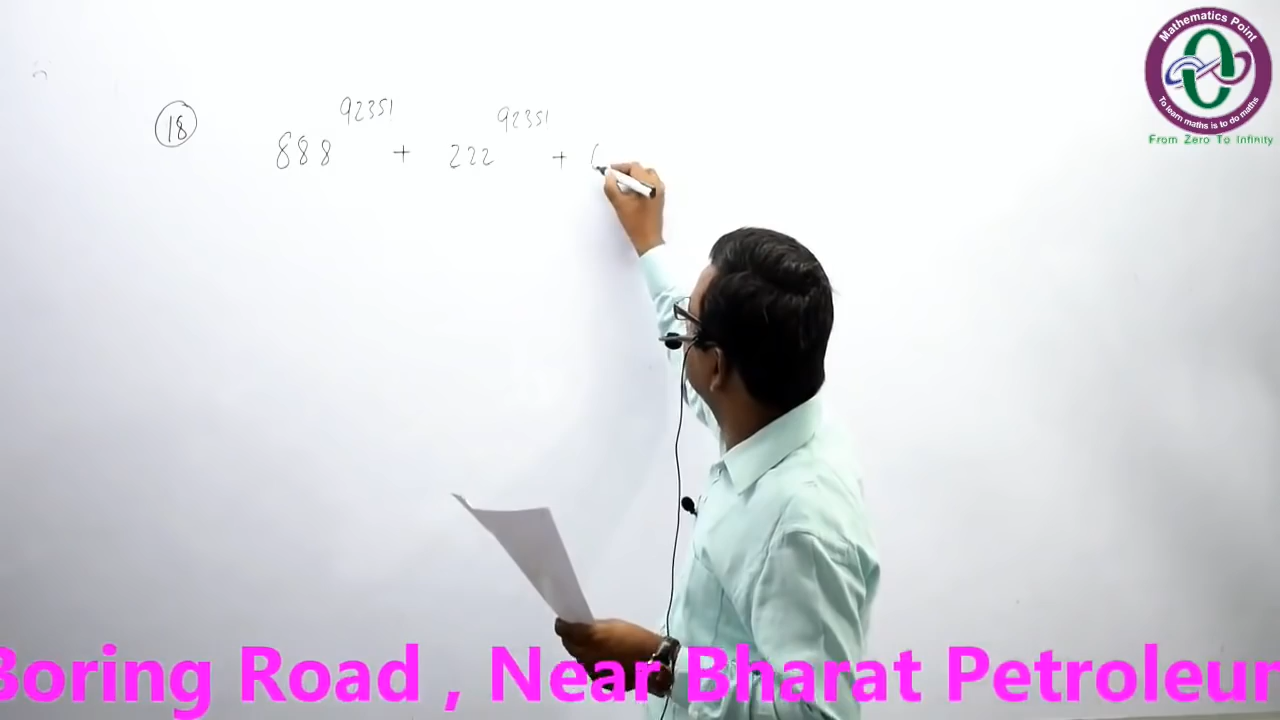 Mathematics Point
To learn maths is to do maths
From Zero To Infinity
(18) 888^92351 + 222^92351 +
Boring Road , Near Bharat Petroleum